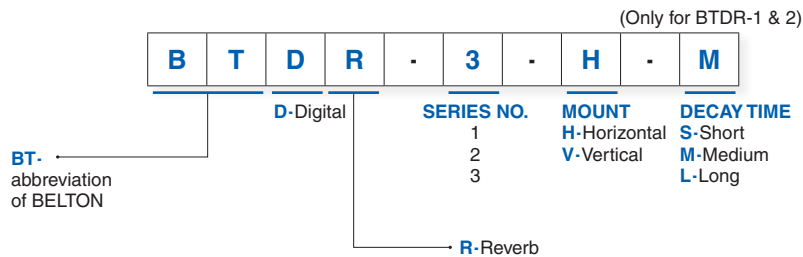 (Only for BTDR-1 & 2)
B T D R - 3 - H - M
D-Digital
SERIES NO.
1
2
3
MOUNT
H-Horizontal
V-Vertical
DECAY TIME
S-Short
M-Medium
L-Long
BT-
abbreviation
of BELTON
R-Reverb